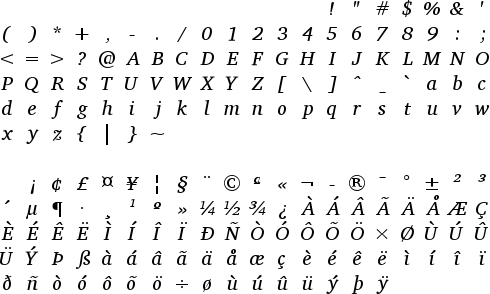 ! " # $ % & '
( ) * + , - . / 0 1 2 3 4 5 6 7 8 9 : ;
< = > ? @ A B C D E F G H I J K L M N O
P Q R S T U V W X Y Z [ \ ] ^ _ ` a b c
d e f g h i j k l m n o p q r s t u v w
x y z { | } ~
¡ ¢ £ ¤ ¥ ¦ § ¨ © ª « ¬ - ® ¯ ° ± ² ³
´ µ ¶ · ¸ ¹ º » ¼ ½ ¾ ¿ À Á Â Ã Ä Å Æ Ç
È É Ê Ë Ì Í Î Ï Ð Ñ Ò Ó Ô Õ Ö × Ø Ù Ú Û
Ü Ý Þ ß à á â ã ä å æ ç è é ê ë ì í î ï
ð ñ ò ó ô õ ö ÷ ø ù ú û ü ý þ ÿ